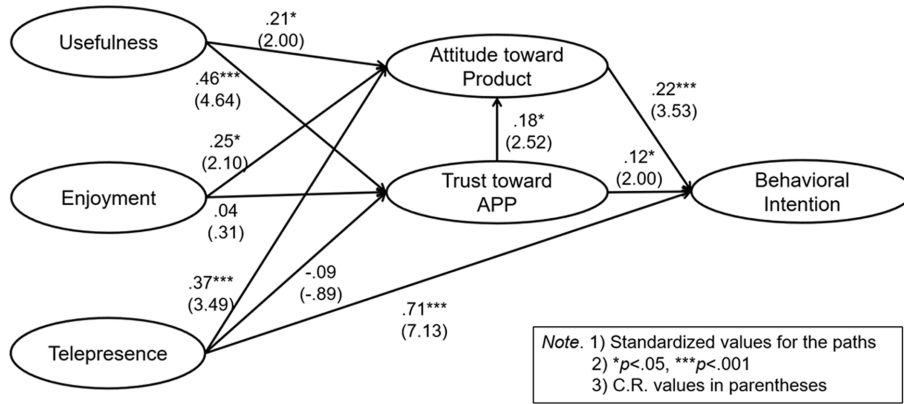 Usefulness
.21*
(2.00)
Attitude toward
Product
.46***
(4.64)
.22***
(3.53)
.18*
(2.52)
.25*
(2.10)
.12*
(2.00)
Enjoyment
.04
(.31)
Trust toward
APP
Behavioral
Intention
.37***
(3.49)
-.09
(-.89)
.71***
(7.13)
Telepresence
Note. 1) Standardized values for the paths
2) *p<.05, ***p<.001
3) C.R. values in parentheses